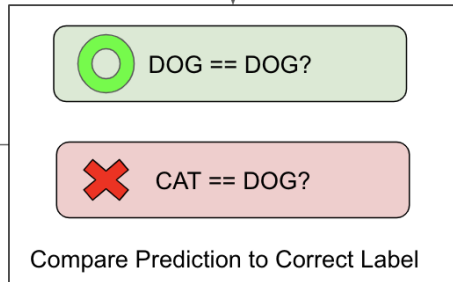 DOG == DOG?
CAT == DOG?
Compare Prediction to Correct Label